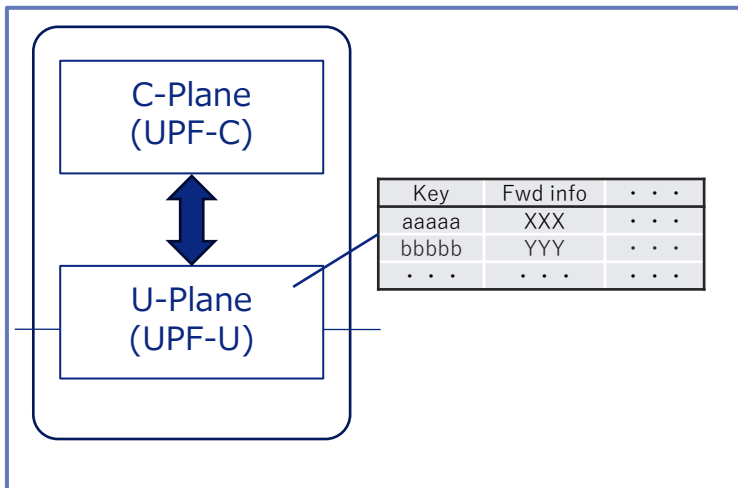 C-Plane
(UPF-C)
Key Fwd info ・・・
aaaaa XXX ・・・
bbbbb YYY ・・・
・・・ ・・・ ・・・
U-Plane
(UPF-U)